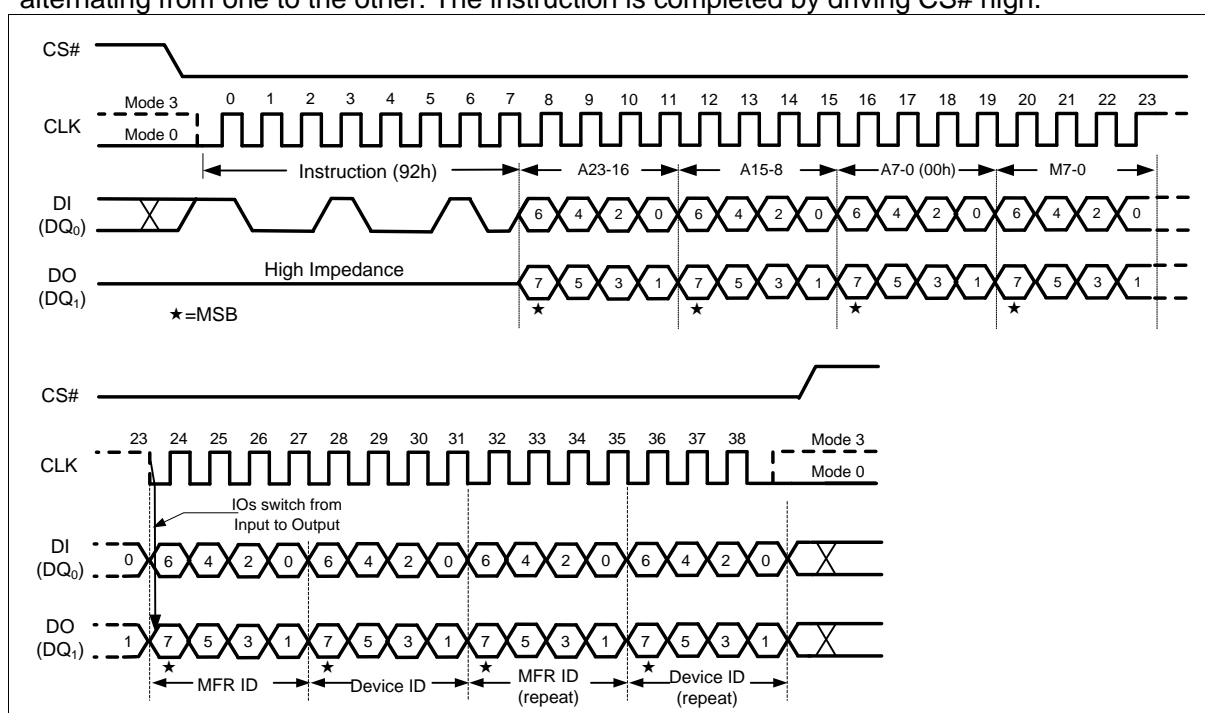 alternating from one to the other. The instruction is completed by driving CS# high.
CS#
Mode 3
0 1 2 3 4 5 6 7 8 9 10 11 12 13 14 15 16 17 18 19 20 21 22 23
CLK
Mode 0
Instruction (92h) A23-16 A15-8 A7-0 (00h) M7-0
DI
(DQ0)
6 4 2 0 6 4 2 0 6 4 2 0 6 4 2 0
High Impedance
DO
(DQ1)
7 5 3 1 7 5 3 1 7 5 3 1 7 5 3 1
★ ★ ★ ★
★=MSB
CS#
23 24 25 26 27 28 29 30 31 32 33 34 35 36 37 38
Mode 3
CLK
Mode 0
IOs switch from
Input to Output
DI
(DQ0)
0 6 4 2 0 6 4 2 0 6 4 2 0 6 4 2 0
DO
(DQ1)
1 7 5 3 1 7 5 3 1 7 5 3 1 7 5 3 1
★ ★ ★ ★
MFR ID
Device ID
MFR ID
(repeat)
Device ID
(repeat)